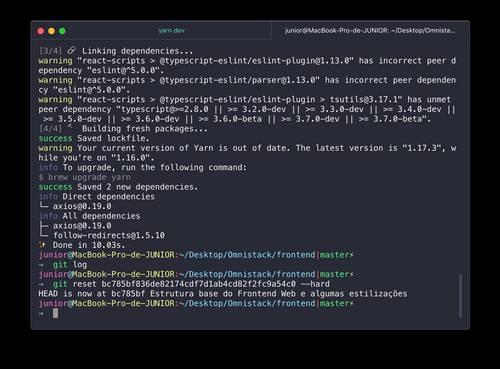 yarn dev
junior@MacBook-Pro-de-JUNIOR: ~/Desktop/Omnista...
[3/4] 🔗 Linking dependencies...
warning "react-scripts > @typescript-eslint/eslint-plugin@1.13.0" has incorrect peer d
ependency "eslint@^5.0.0".
warning "react-scripts > @typescript-eslint/parser@1.13.0" has incorrect peer dependen
cy "eslint@^5.0.0".
warning "react-scripts > @typescript-eslint/eslint-plugin > tsutils@3.17.1" has unmet
peer dependency "typescript@>=2.8.0 || >= 3.2.0-dev || >= 3.3.0-dev || >= 3.4.0-dev ||
>= 3.5.0-dev || >= 3.6.0-dev || >= 3.6.0-beta || >= 3.7.0-dev || >= 3.7.0-beta".
[4/4] Building fresh packages...
success Saved lockfile.
warning Your current version of Yarn is out of date. The latest version is "1.17.3", w
hile you're on "1.16.0".
info To upgrade, run the following command:
$ brew upgrade yarn
success Saved 2 new dependencies.
info Direct dependencies
└─ axios@0.19.0
info All dependencies
├─ axios@0.19.0
└─ follow-redirects@1.5.10
✨ Done in 10.03s.
junior@MacBook-Pro-de-JUNIOR:~/Desktop/Omnistack/frontend|master⚡
⇒ git log
junior@MacBook-Pro-de-JUNIOR:~/Desktop/Omnistack/frontend|master⚡
⇒ git reset bc785bf836de82174cdf7d1ab4cd82f2fc9a54c0 --hard
HEAD is now at bc785bf Estrutura base do Frontend Web e algumas estilizações
junior@MacBook-Pro-de-JUNIOR:~/Desktop/Omnistack/frontend|master⚡
⇒